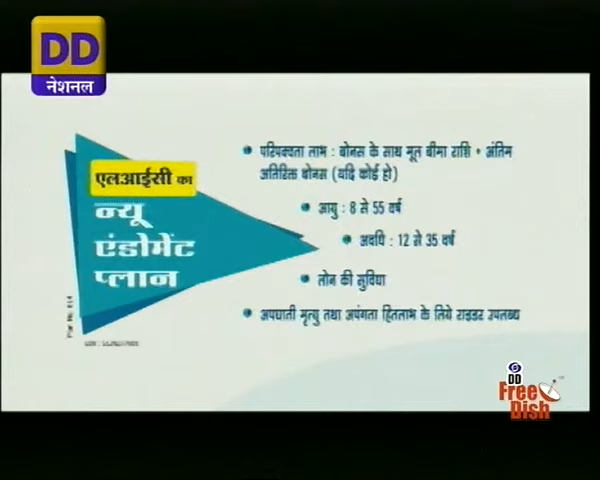 DD
नेशनल
एलआईसी का
न्यू
एंडोमेंट
प्लान
• परिपक्वता लाभ : बोनस के साथ मूल बीमा राशि + अंतिम
अतिरिक्त बोनस (यदि कोई हो)
• आयु : 8 से 55 वर्ष
• अवधि : 12 से 35 वर्ष
• लोन की सुविधा
• अपघाती मृत्यु तथा अपंगता हितलाभ के लिये राइडर उपलब्ध
DD
Free
Dish